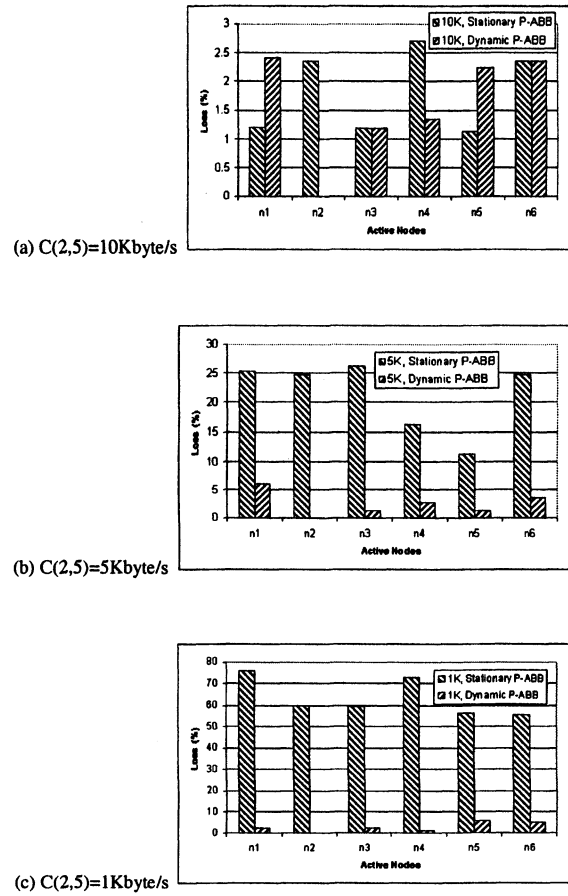 3
2.5
2
1.5
1
0.5
0
Loss (%)
10K, Stationary P-ABB
10K, Dynamic P-ABB
n1 n2 n3 n4 n5 n6
Active Nodes
(a) C(2,5)=10Kbyte/s
30
25
20
15
10
5
0
Loss (%)
5K, Stationary P-ABB
5K, Dynamic P-ABB
n1 n2 n3 n4 n5 n6
Active Nodes
(b) C(2,5)=5Kbyte/s
80
70
60
50
40
30
20
10
0
Loss (%)
1K, Stationary P-ABB
1K, Dynamic P-ABB
n1 n2 n3 n4 n5 n6
Active Nodes
(c) C(2,5)=1Kbyte/s